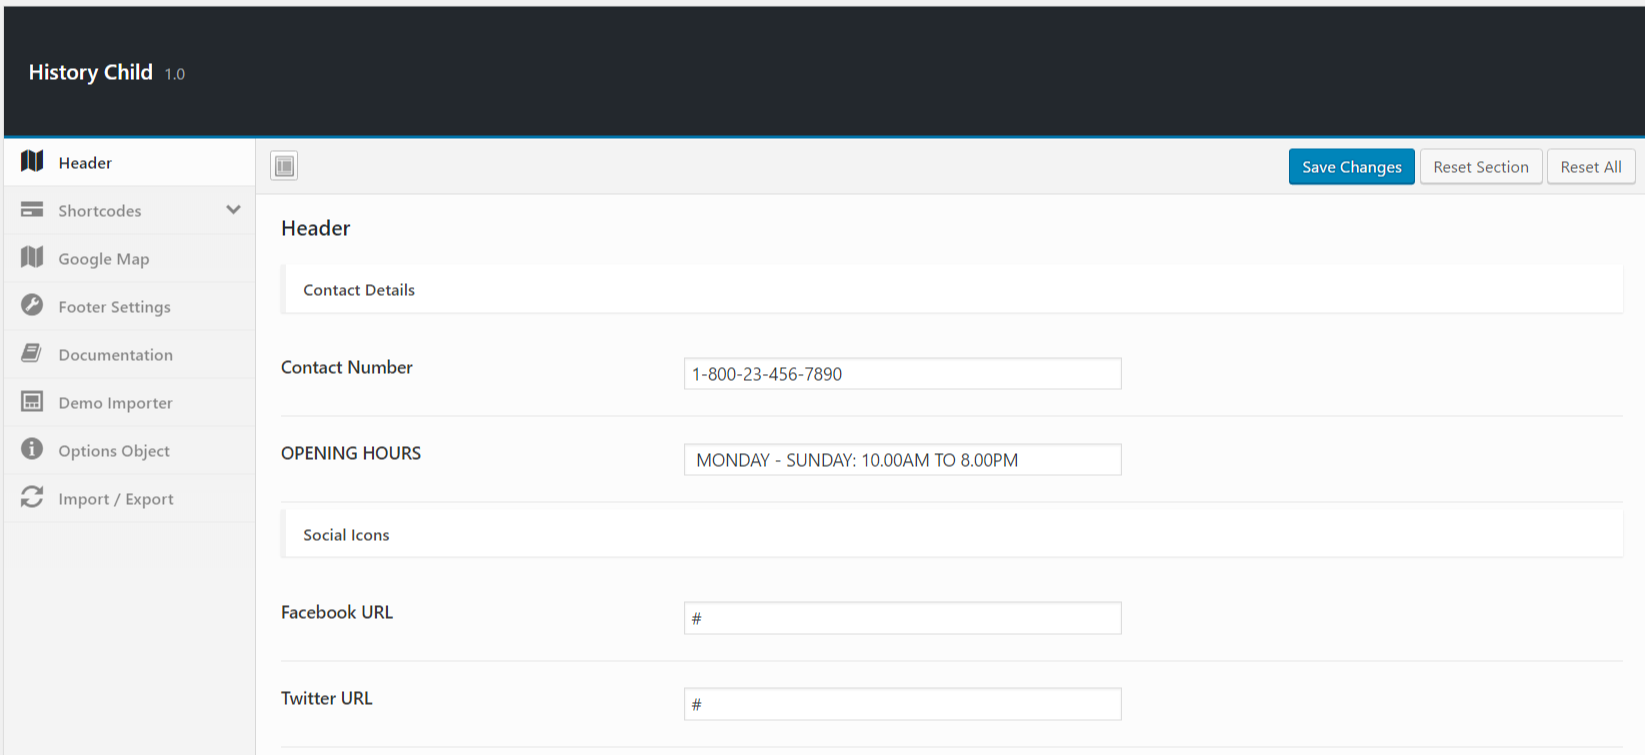 History Child 1.0
Header
Shortcodes
Google Map
Footer Settings
Documentation
Demo Importer
Options Object
Import / Export
Save Changes Reset Section Reset All
Header
Contact Details
Contact Number 1-800-23-456-7890
OPENING HOURS MONDAY - SUNDAY: 10.00AM TO 8.00PM
Social Icons
Facebook URL #
Twitter URL #